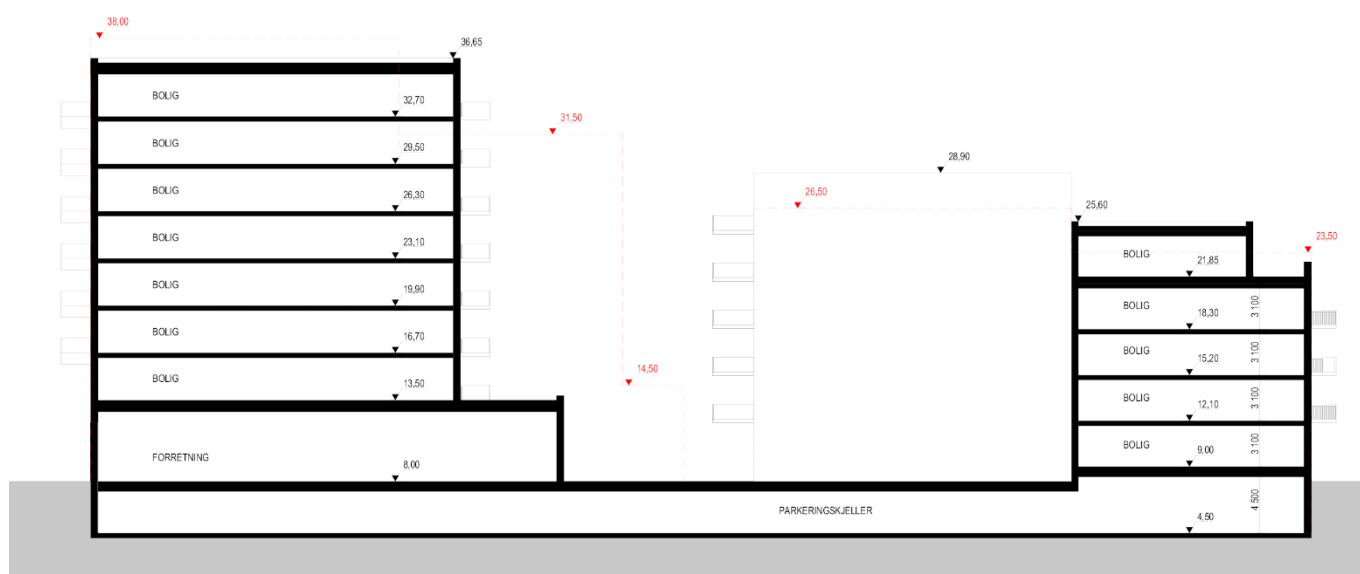 38,00
36,65
BOLIG
32,70
31,50
BOLIG
29,50
28,90
BOLIG
26,30
26,50
25,60
BOLIG
23,10
23,50
BOLIG
21,85
BOLIG
19,90
BOLIG
18,30
3 100
BOLIG
16,70
BOLIG
15,20
3 100
BOLIG
13,50
14,50
BOLIG
12,10
3 100
BOLIG
9,00
3 100
FORRETNING
8,00
4 500
PARKERINGSKJELLER
4,50